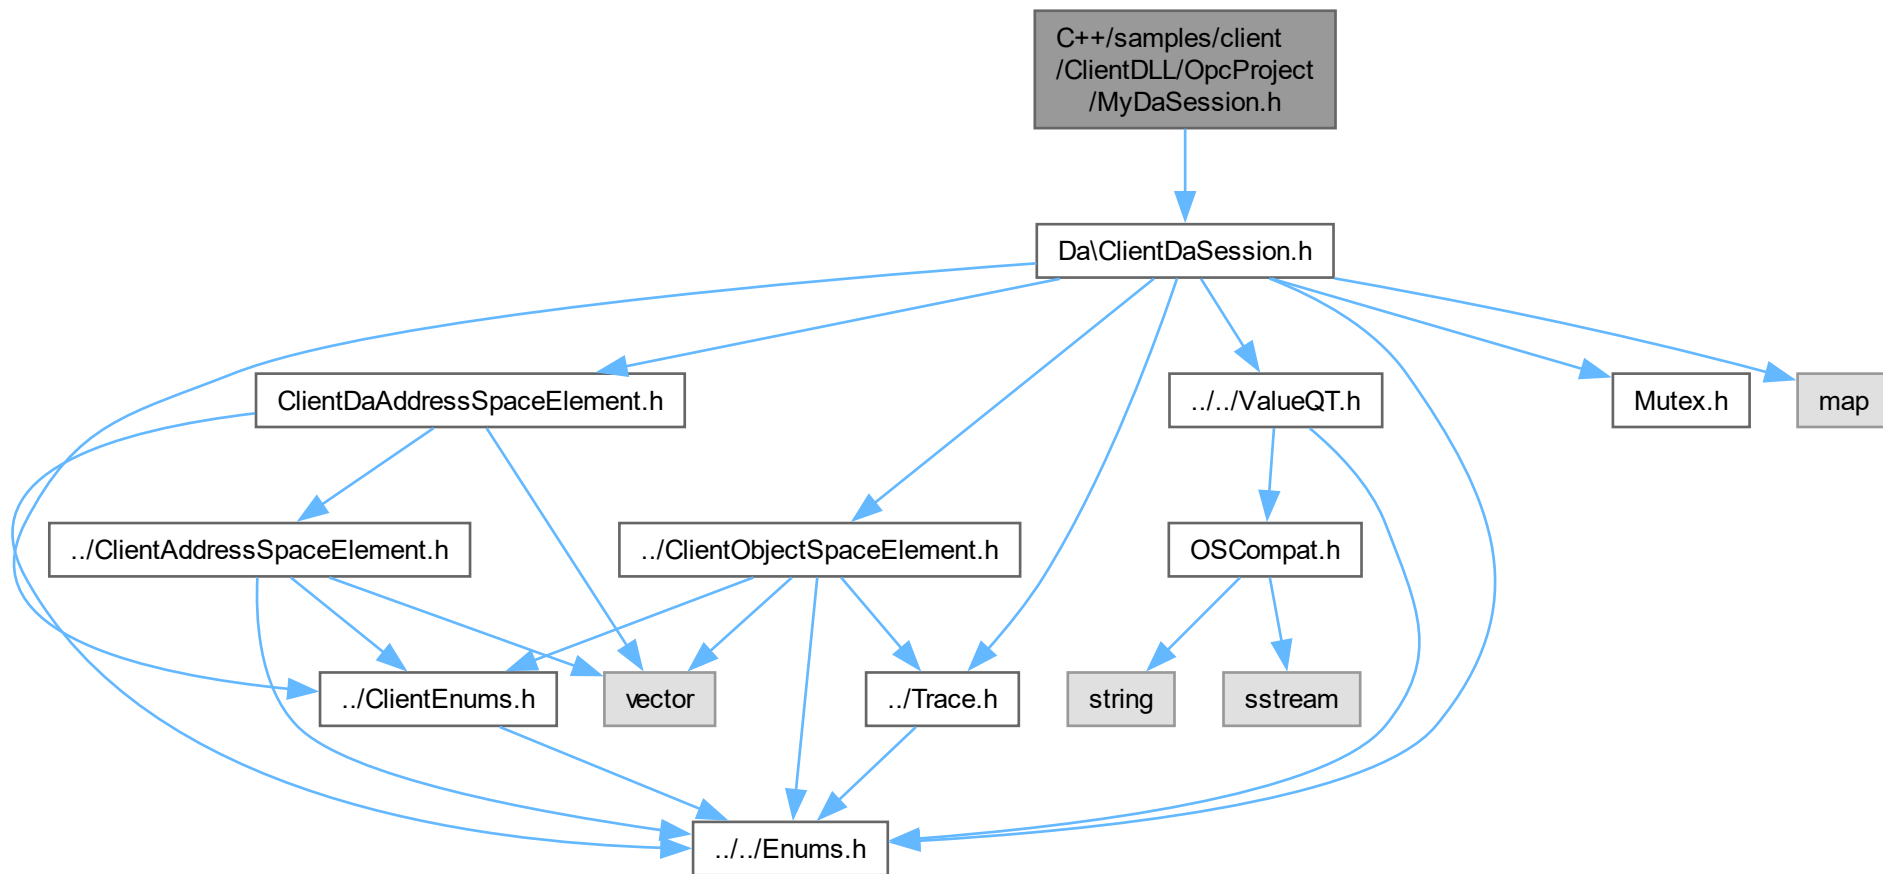 C++/samples/client
/ClientDLL/OpcProject
/MyDaSession.h
Da\ClientDaSession.h
ClientDaAddressSpaceElement.h
../../ValueQT.h
Mutex.h
map
../ClientAddressSpaceElement.h
../ClientObjectSpaceElement.h
OSCompat.h
../ClientEnums.h
vector
../Trace.h
string
sstream
../../Enums.h